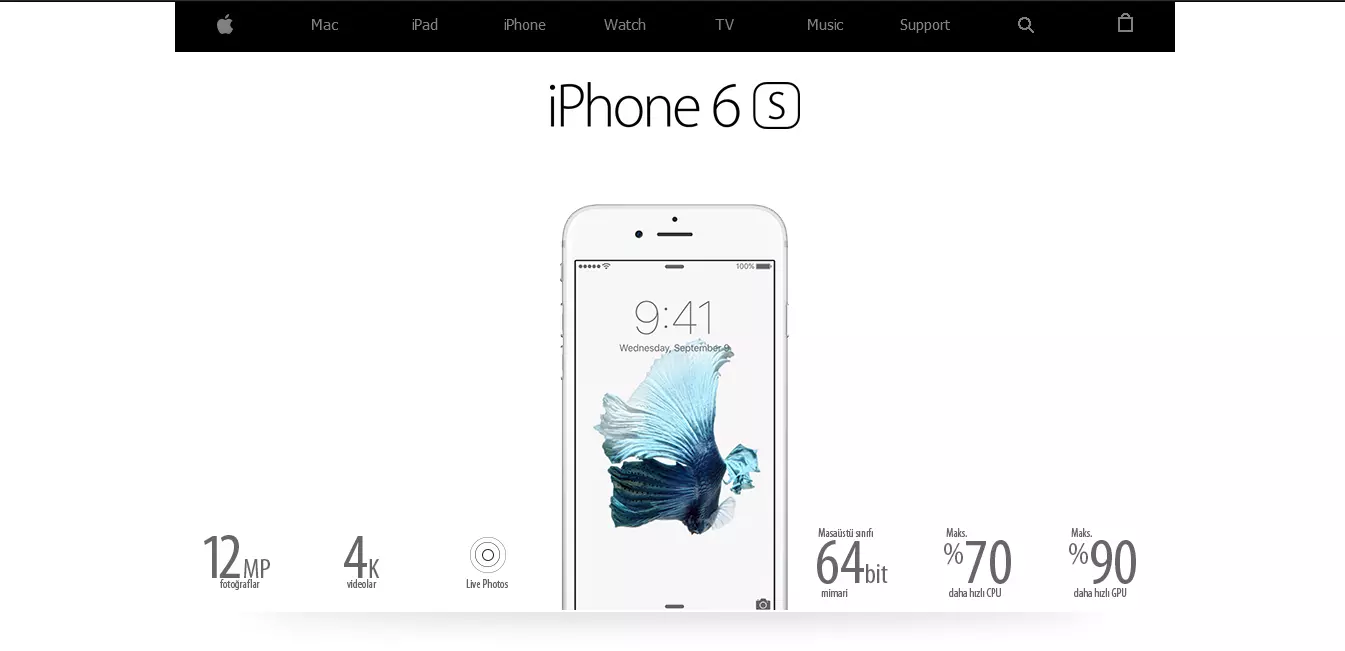 Mac iPad iPhone Watch TV Music Support
iPhone 6 S
100%
9:41
Wednesday, September 9
12MP
fotoğraflar
4K
videolar
Live Photos
Masaüstü sınıfı
64bit
mimari
Maks.
%70
daha hızlı CPU
Maks.
%90
daha hızlı GPU